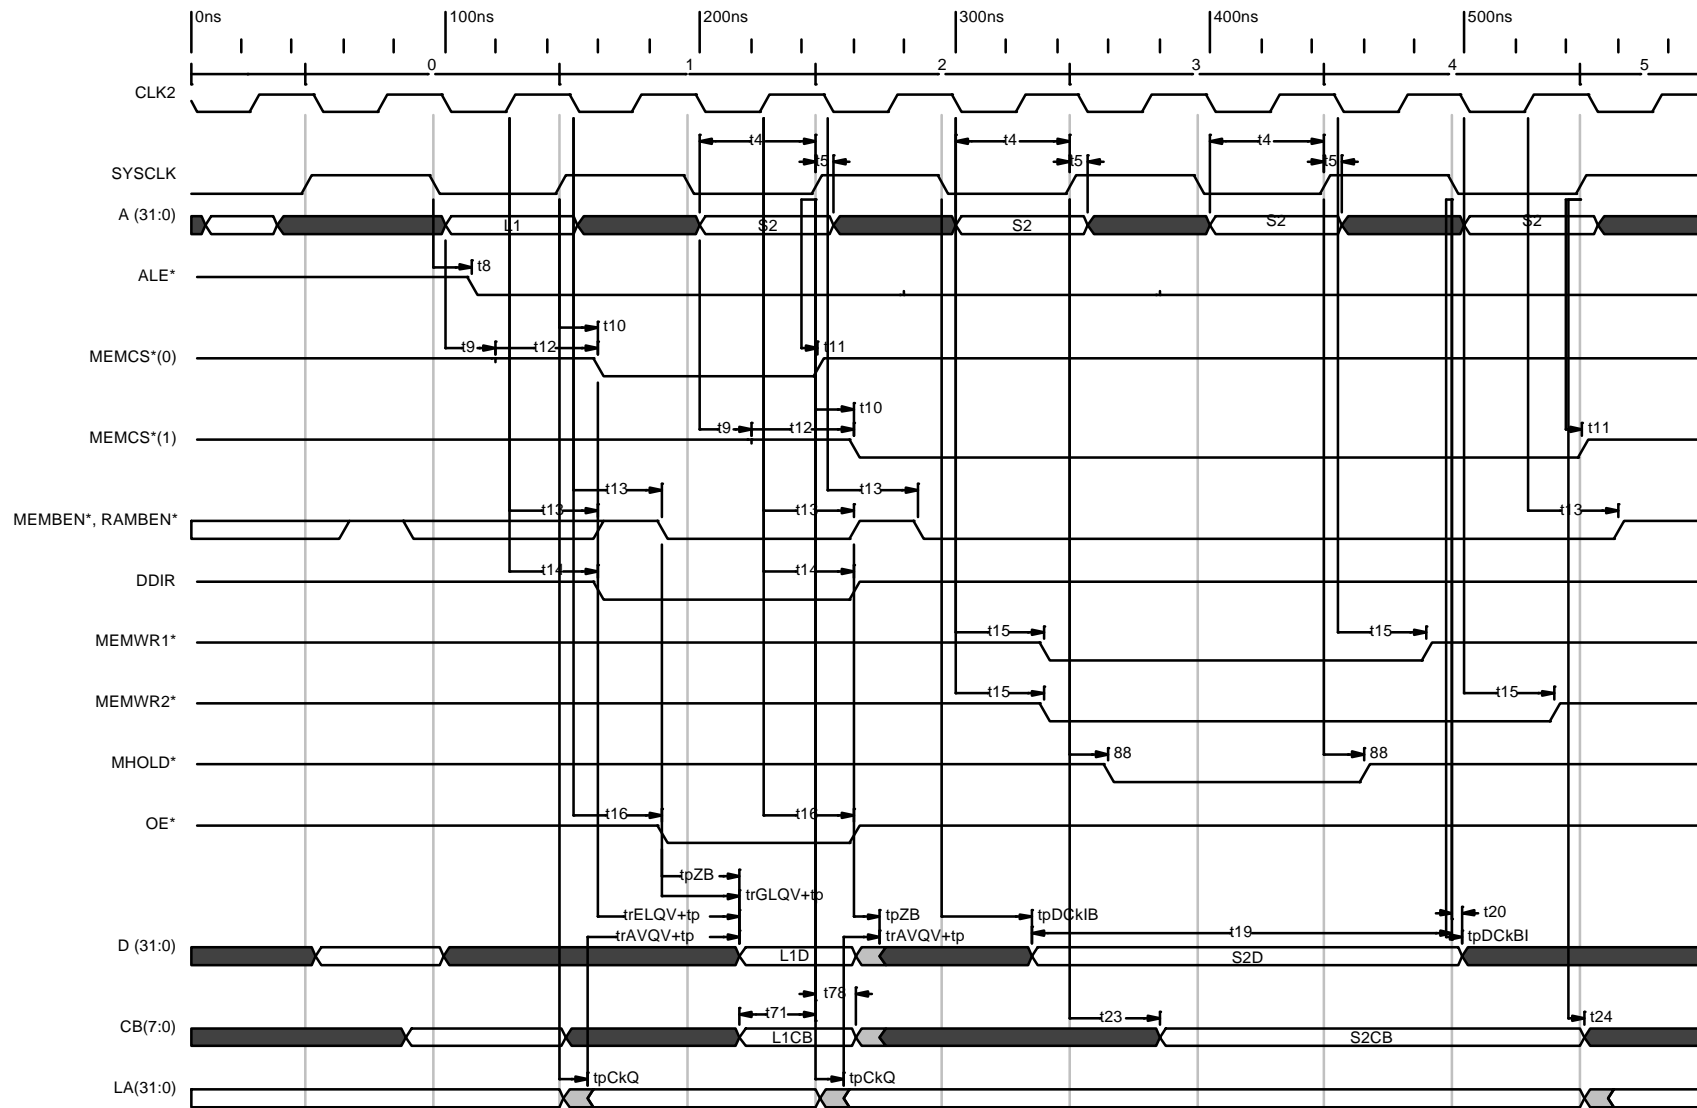 0ns 100ns 200ns 300ns 400ns 500ns
0 1 2 3 4 5
CLK2
t4 t4 t4
t5 t5 t5
SYSCLK
A (31:0)
L1 S2 S2 S2 S2
t8
ALE*
t10
t9 t12 t11
MEMCS*(0)
t10
t9 t12 t11
MEMCS*(1)
t13 t13
t13 t13 t13
MEMBEN*, RAMBEN*
t14 t14
DDIR
t15 t15
MEMWR1*
t15 t15
MEMWR2*
88 88
MHOLD*
t16 t16
OE*
tpZB
trGLQV+tp
trELQV+tp tpZB tpDCkIB t20
trAVQV+tp trAVQV+tp t19 tpDCkBI
D (31:0)
L1D S2D
t78
t71 t23 t24
CB(7:0)
L1CB S2CB
tpCkQ tpCkQ
LA(31:0)